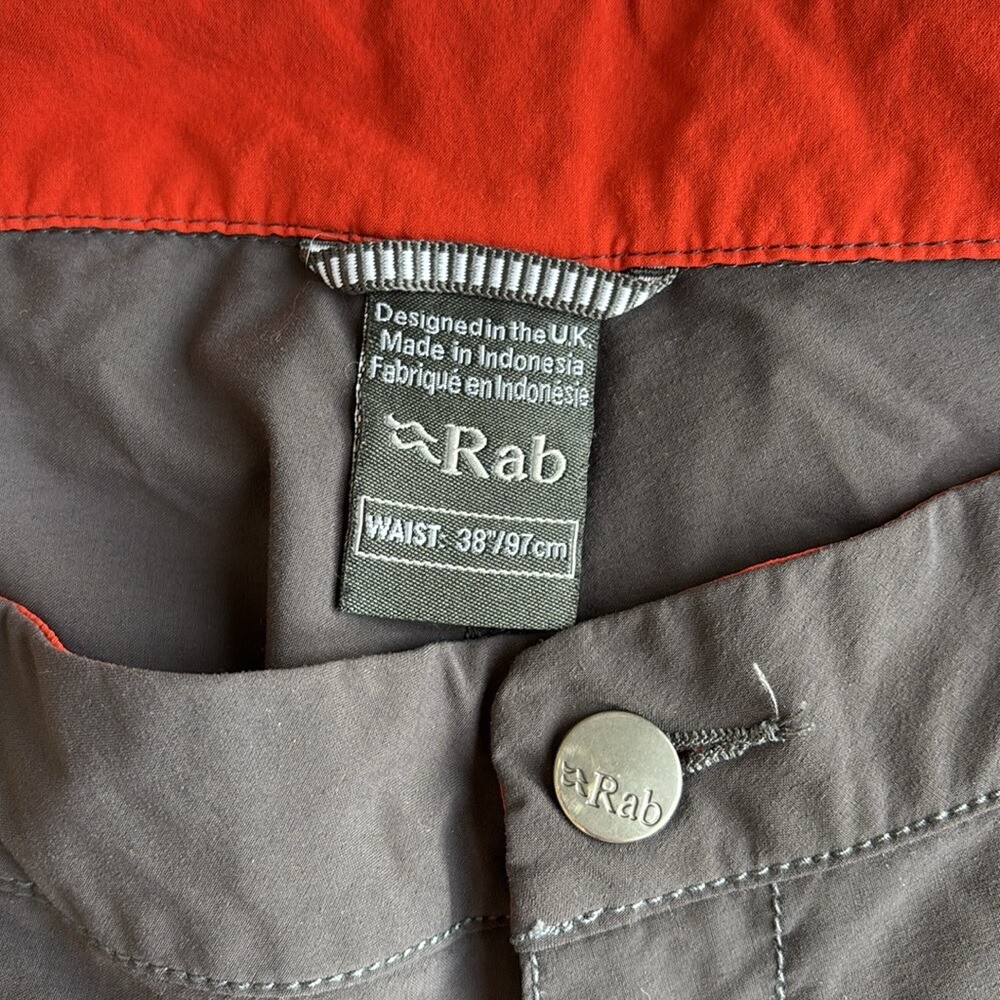 Designed in the U.K
Made in Indonesia
Fabriqué en Indonésie
Rab
WAIST: 38"/97cm
Rab